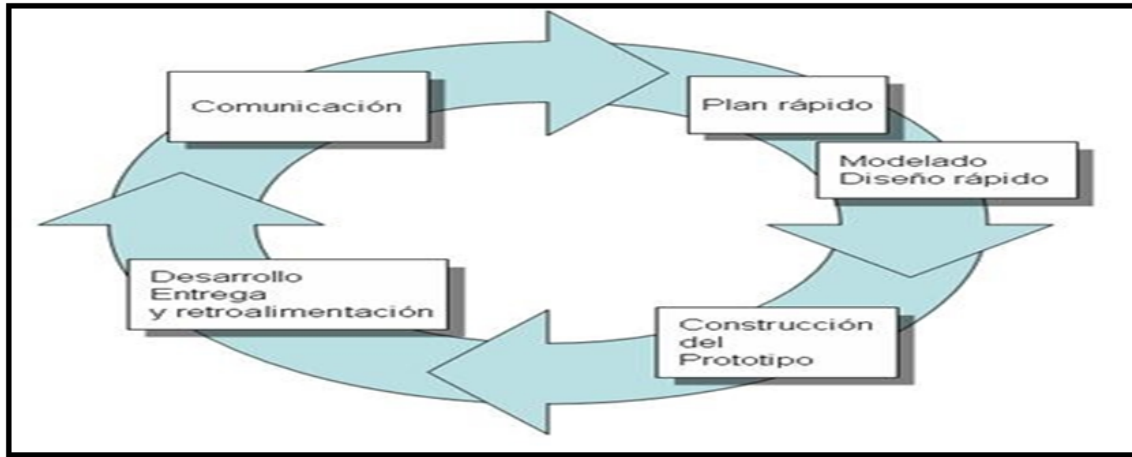 Comunicación
Plan rápido
Modelado
Diseño rápido
Construcción
del
Prototipo
Desarrollo
Entrega
y retroalimentación